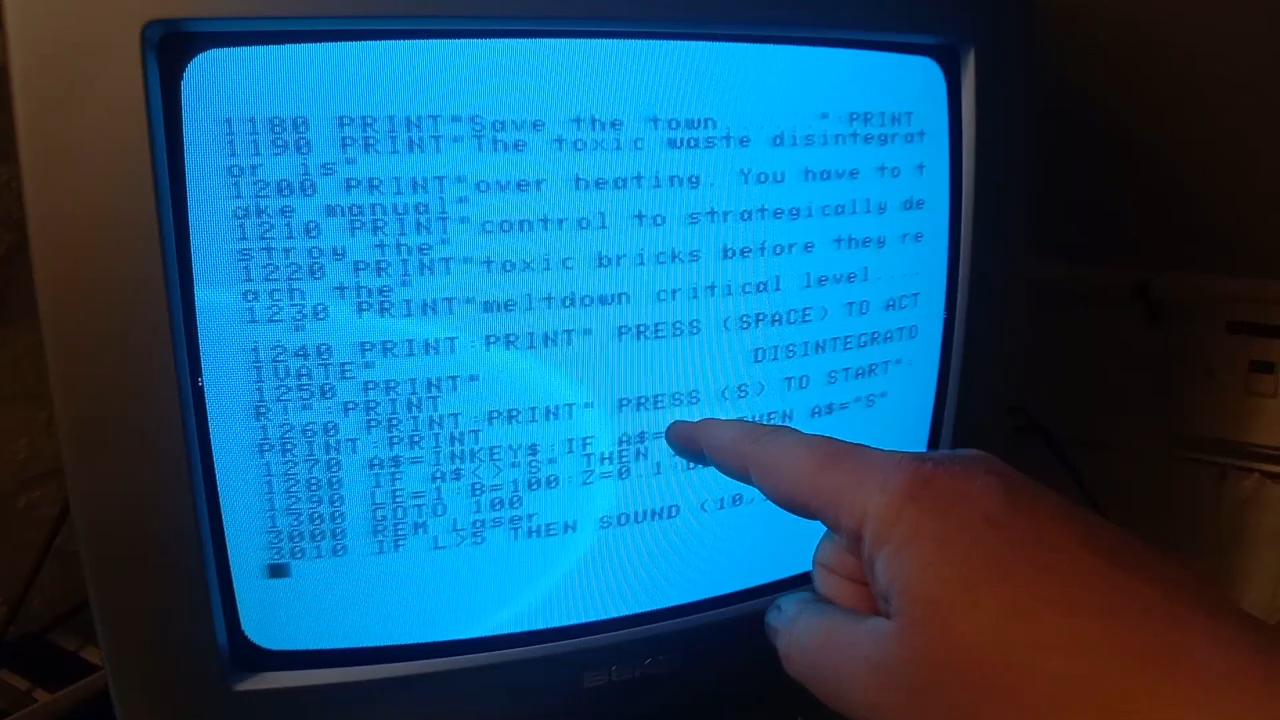 1180 PRINT"Save the town......":PRINT
1190 PRINT"The toxic waste disintegrat
or is"
1200 PRINT"over heating. You have to t
ake manual"
1210 PRINT"control to strategically de
stroy the"
1220 PRINT"toxic bricks before they re
ach the"
1230 PRINT"meltdown critical level....
"
1240 PRINT:PRINT" PRESS (SPACE) TO ACT
IVATE"
1250 PRINT" DISINTEGRATO
R":PRINT
1260 PRINT:PRINT" PRESS (S) TO START":
PRINT:PRINT
1270 A$=INKEY$:IF A$= THEN A$="S"
1280 IF A$<>"S" THEN
1290 LE=1:B=100:Z=0.1:
1300 GOTO 100
3000 REM Laser
3010 IF L>5 THEN SOUND (10,